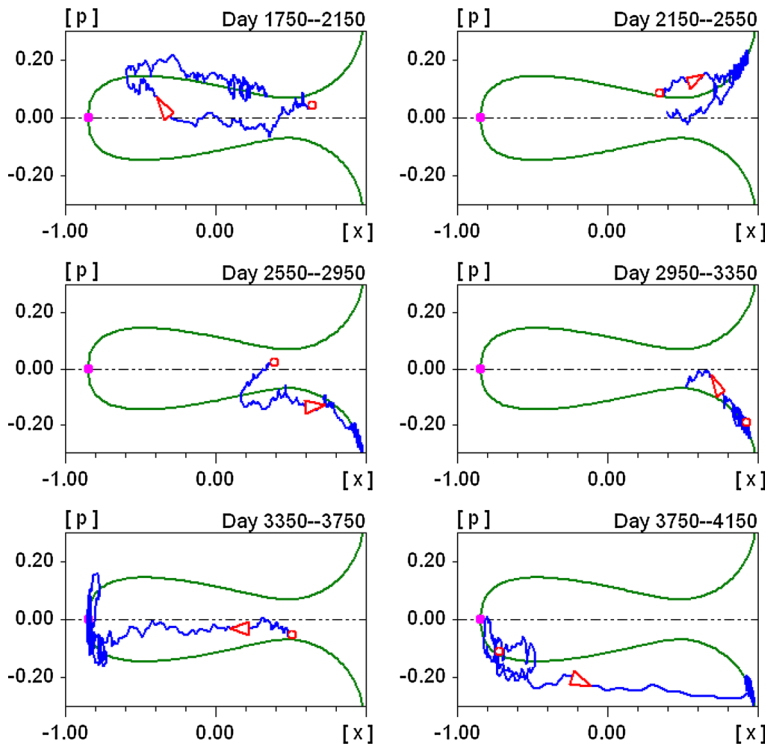 [ p ] Day 1750--2150
0.20
0.00
-0.20
-1.00 0.00 [ x ]
[ p ] Day 2150--2550
0.20
0.00
-0.20
-1.00 0.00 [ x ]
[ p ] Day 2550--2950
0.20
0.00
-0.20
-1.00 0.00 [ x ]
[ p ] Day 2950--3350
0.20
0.00
-0.20
-1.00 0.00 [ x ]
[ p ] Day 3350--3750
0.20
0.00
-0.20
-1.00 0.00 [ x ]
[ p ] Day 3750--4150
0.20
0.00
-0.20
-1.00 0.00 [ x ]